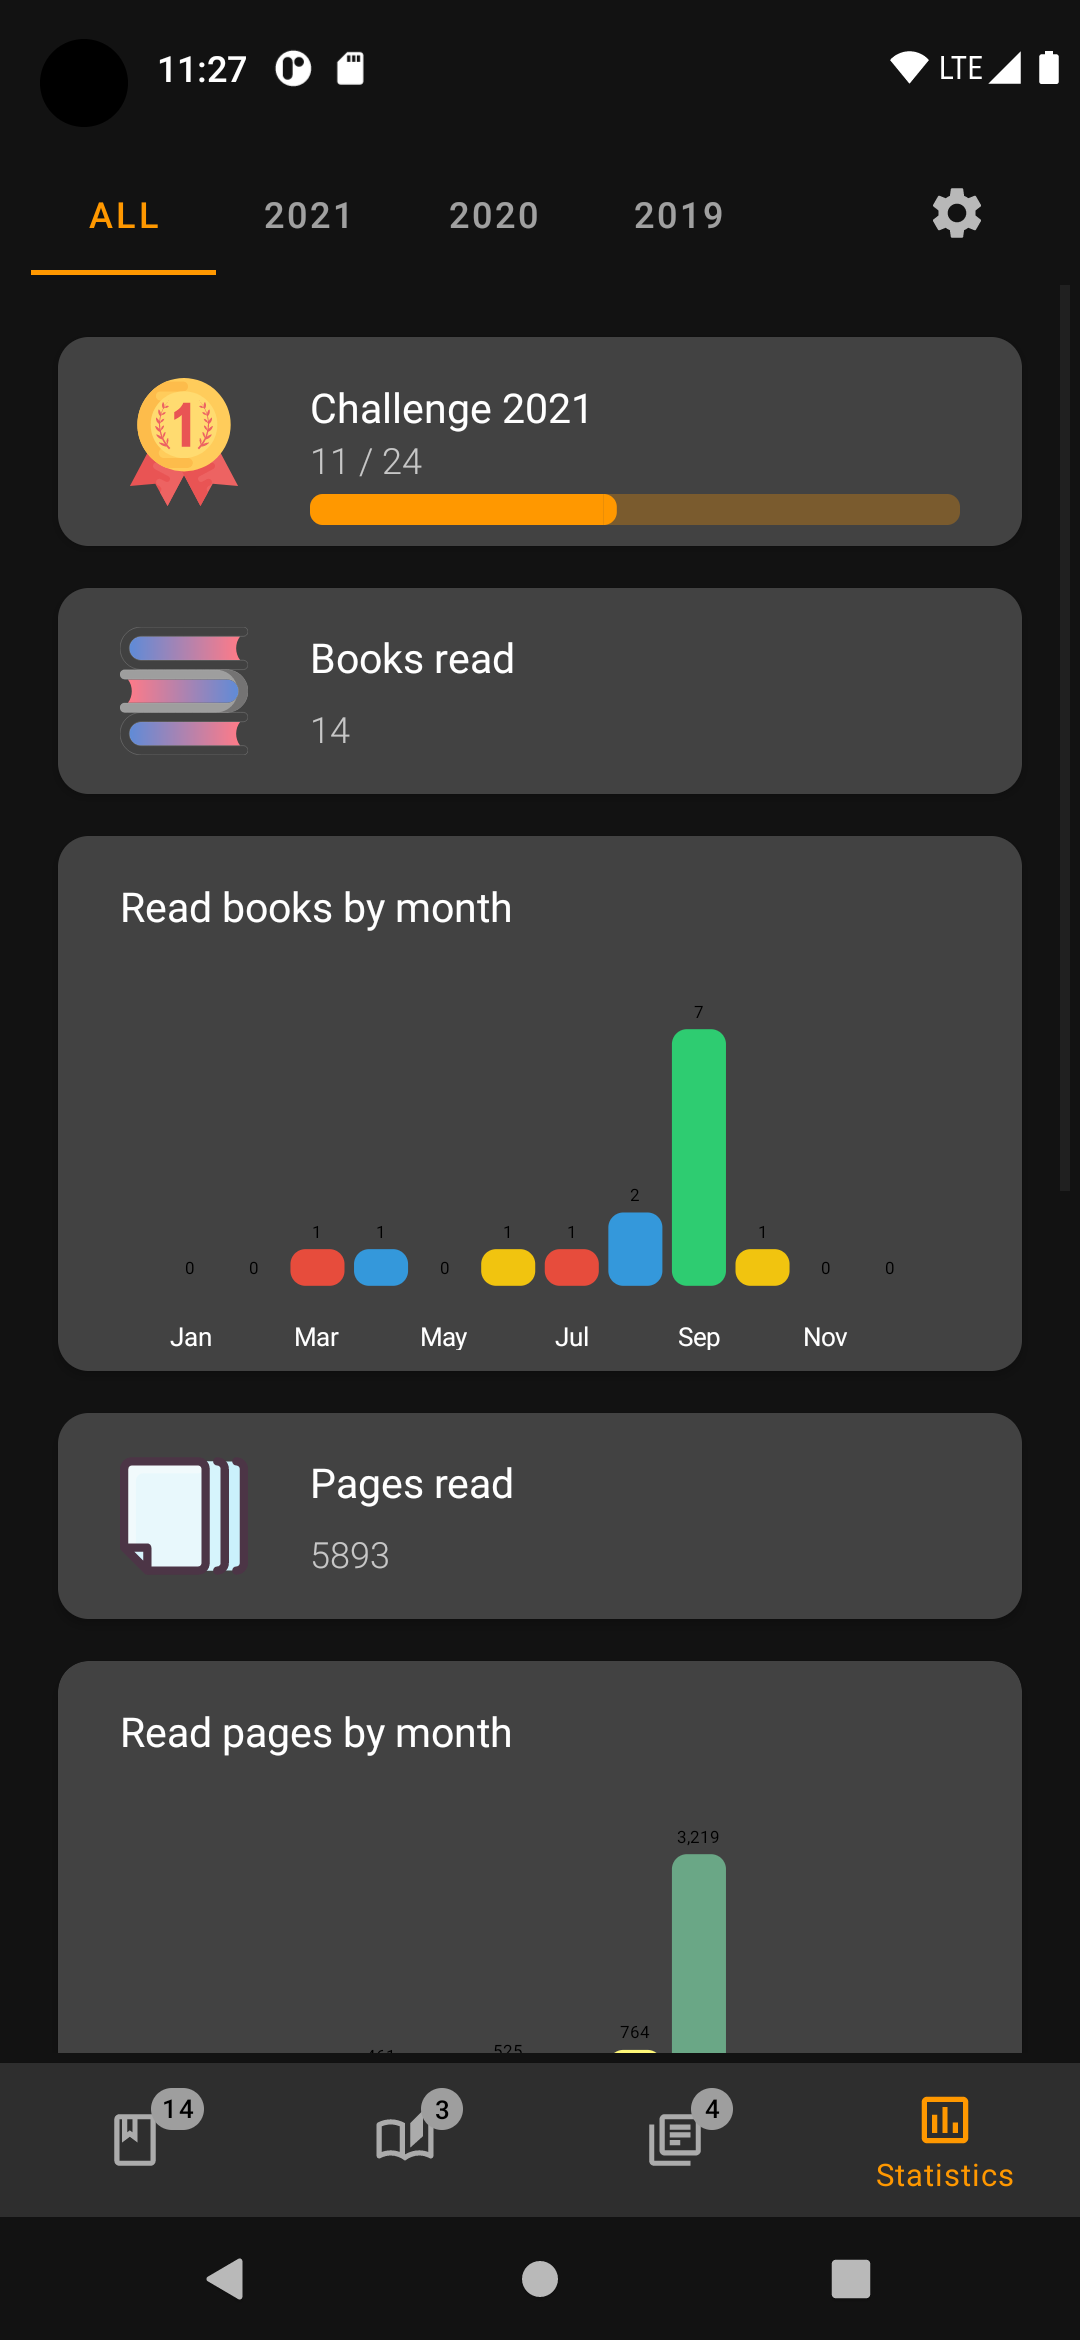 11:27 LTE
ALL 2021 2020 2019
1
Challenge 2021
11 / 24
Books read
14
Read books by month
7
2
1 1 1 1 1
0 0 0 0 0
Jan Mar May Jul Sep Nov
Pages read
5893
Read pages by month
3,219
764
525
461
14 3 4
Statistics